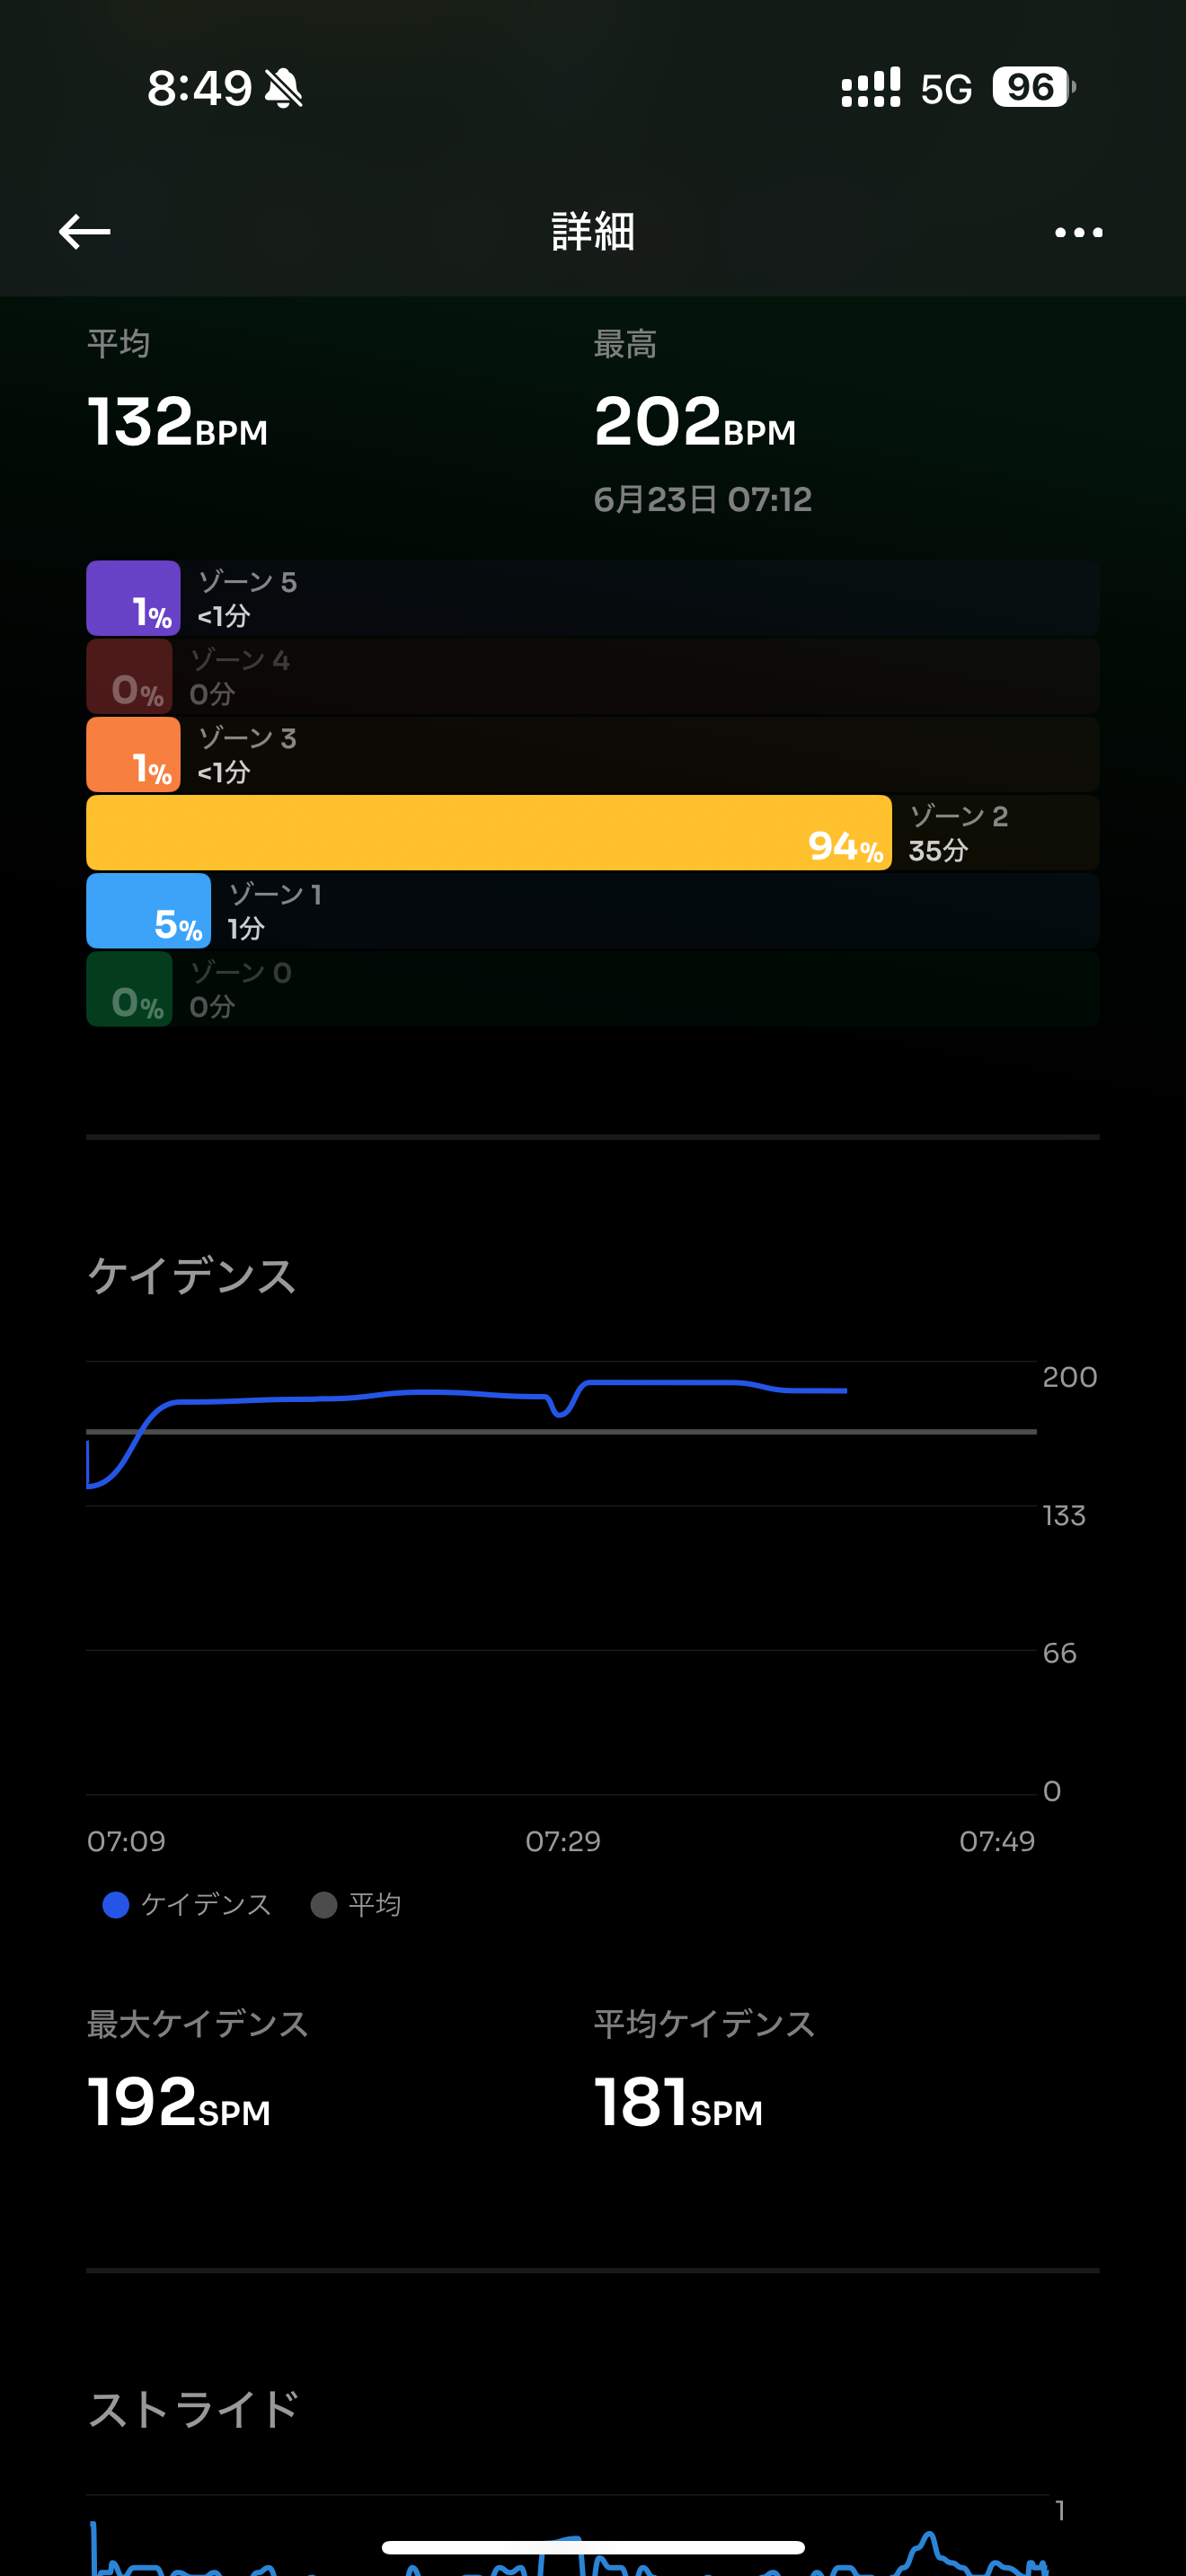 8:49 5G 96
詳細
平均 最高
132BPM 202BPM
6月23日 07:12
1% ゾーン 5
<1分
0% ゾーン 4
0分
1% ゾーン 3
<1分
94% ゾーン 2
35分
5% ゾーン 1
1分
0% ゾーン 0
0分
ケイデンス
200
133
66
0
07:09 07:29 07:49
ケイデンス 平均
最大ケイデンス 平均ケイデンス
192SPM 181SPM
ストライド
1